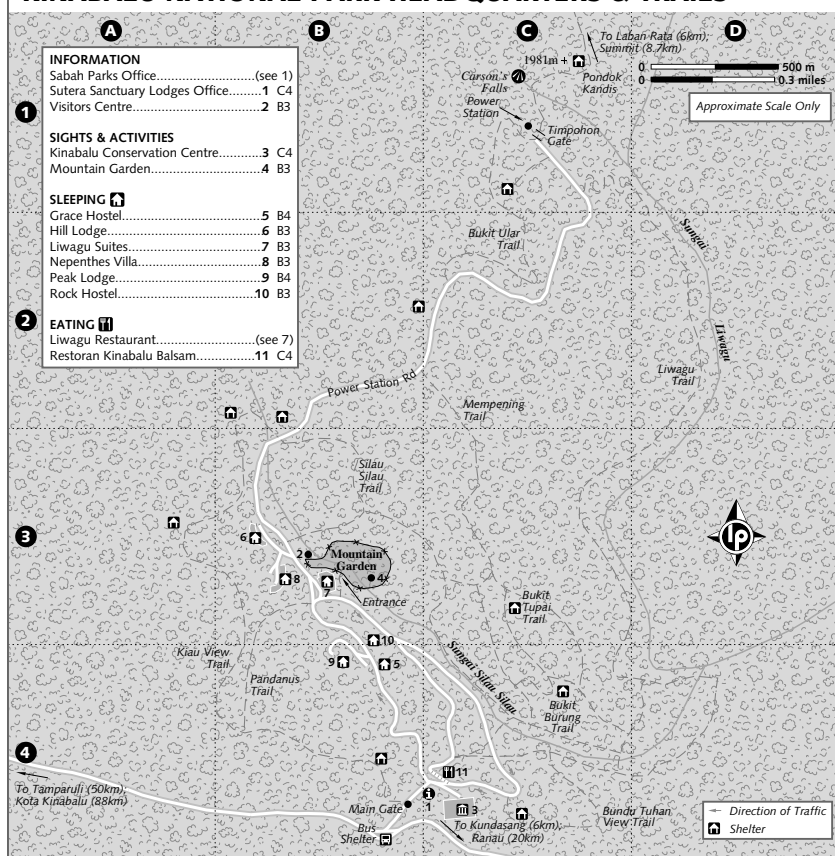 KINABALU NATIONAL PARK HEADQUARTERS & TRAILS
A B C D
INFORMATION
Sabah Parks Office.........................(see 1)
Sutera Sanctuary Lodges Office........1 C4
Visitors Centre................................2 B3
SIGHTS & ACTIVITIES
Kinabalu Conservation Centre..........3 C4
Mountain Garden............................4 B3
SLEEPING
Grace Hostel...................................5 B4
Hill Lodge.......................................6 B3
Liwagu Suites..................................7 B3
Nepenthes Villa...............................8 B3
Peak Lodge.....................................9 B4
Rock Hostel...................................10 B3
EATING
Liwagu Restaurant........................(see 7)
Restoran Kinabalu Balsam..............11 C4
1
2
3
4
To Laban Rata (6km);
Summit (8.7km)
1981m +
Carson's
Falls
Pondok
Kandis
Power
Station
Timpohon
Gate
0 500 m
0 0.3 miles
Approximate Scale Only
Bukit Ular
Trail
Sungai
Liwagu
Liwagu
Trail
Power Station Rd
Mempening
Trail
Silau
Silau
Trail
6
2
Mountain
Garden
4
8
7
Entrance
lp
Bukit
Tupai
Trail
10
Kiau View
Trail
9
5
Pandanus
Trail
Sungai Silau Silau
Bukit
Burung
Trail
To Tamparuli (50km);
Kota Kinabalu (88km)
11
Main Gate
1
3
Bus
Shelter
To Kundasang (6km);
Ranau (20km)
Bundu Tuhan
View Trail
Direction of Traffic
Shelter